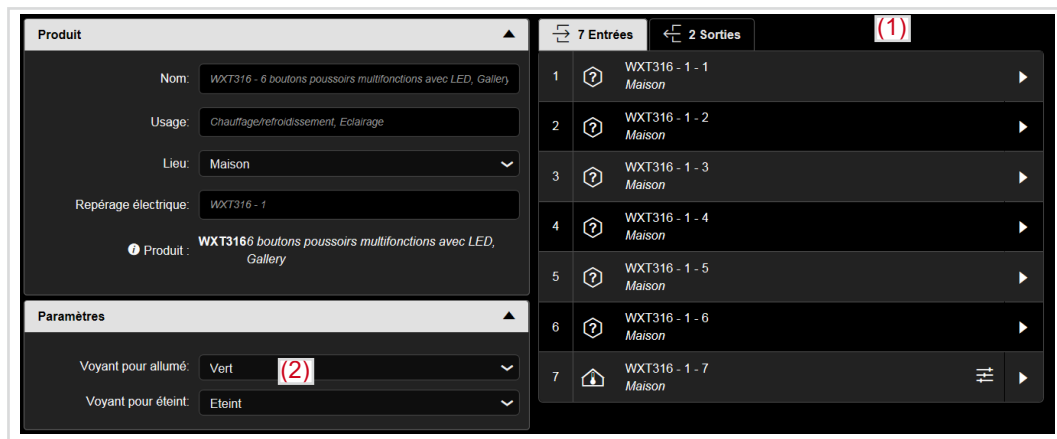 Produit
Nom:
WXT316 - 6 boutons poussoirs multifonctions avec LED, Gallery
Usage:
Chauffage/refroidissement, Eclairage
Lieu:
Maison
Repérage électrique:
WXT316 - 1
Produit :
WXT3166 boutons poussoirs multifonctions avec LED,
Gallery
Paramètres
Voyant pour allumé:
Vert
(2)
Voyant pour éteint:
Eteint
7 Entrées
2 Sorties
(1)
1
WXT316 - 1 - 1
Maison
2
WXT316 - 1 - 2
Maison
3
WXT316 - 1 - 3
Maison
4
WXT316 - 1 - 4
Maison
5
WXT316 - 1 - 5
Maison
6
WXT316 - 1 - 6
Maison
7
WXT316 - 1 - 7
Maison